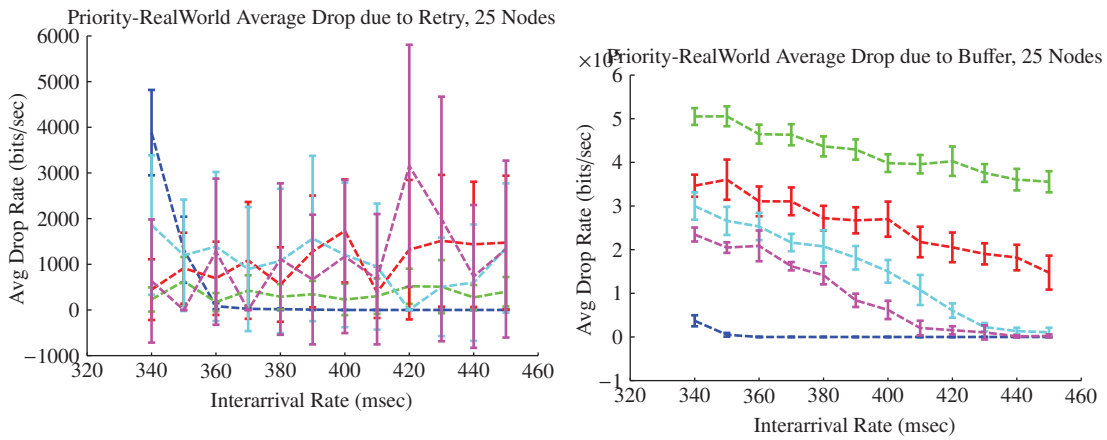 Priority-RealWorld Average Drop due to Retry, 25 Nodes
6000
5000
4000
3000
2000
1000
0
−1000
Avg Drop Rate (bits/sec)
320 340 360 380 400 420 440 460
Interarrival Rate (msec)
Priority-RealWorld Average Drop due to Buffer, 25 Nodes
×10
6
5
4
3
2
1
0
−1
Avg Drop Rate (bits/sec)
320 340 360 380 400 420 440 460
Interarrival Rate (msec)